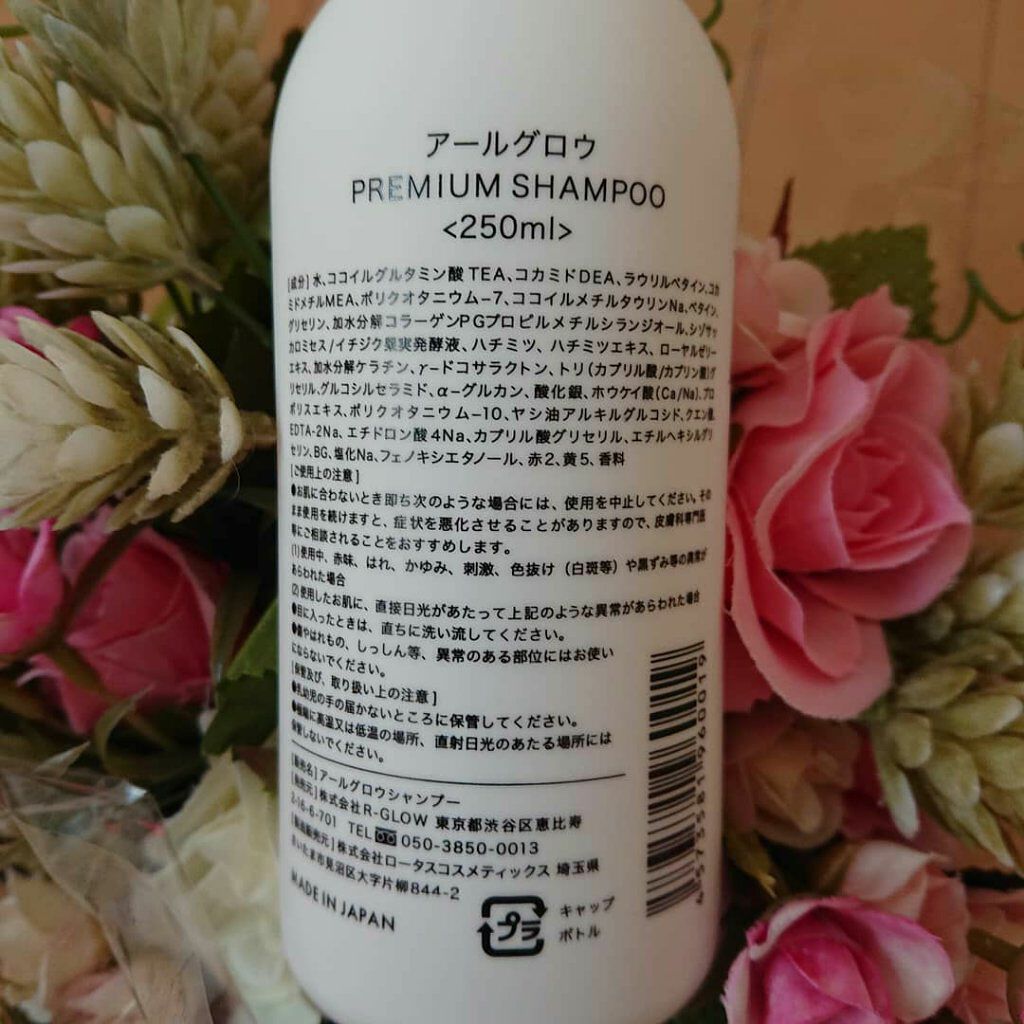 アールグロウ
PREMIUM SHAMPOO
<250ml>
[成分] 水、ココイルグルタミン酸TEA、コカミドDEA、ラウリルベタイン、コカ
ミドメチルMEA、ポリクオタニウム-7、ココイルメチルタウリンNa、ベタイン、
グリセリン、加水分解コラーゲンPGプロピルメチルシランジオール、シゾサッ
カロミセス/イチジク果実発酵液、ハチミツ、ハチミツエキス、ローヤルゼリー
エキス、加水分解ケラチン、γ-ドコサラクトン、トリ(カプリル酸/カプリン酸)グ
リセリル、グルコシルセラミド、α-グルカン、酸化銀、ホウケイ酸(Ca/Na)、プロ
ポリスエキス、ポリクオタニウム-10、ヤシ油アルキルグルコシド、クエン酸、
EDTA-2Na、エチドロン酸4Na、カプリル酸グリセリル、エチルヘキシルグリ
セリン、BG、塩化Na、フェノキシエタノール、赤2、黄5、香料
[ご使用上の注意]
●お肌に合わないとき即ち次のような場合には、使用を中止してください。その
まま使用を続けますと、症状を悪化させることがありますので、皮膚科専門医
等にご相談されることをおすすめします。
(1)使用中、赤味、はれ、かゆみ、刺激、色抜け（白斑等）や黒ずみ等の異常が
あらわれた場合
(2)使用したお肌に、直接日光があたって上記のような異常があらわれた場合
●目に入ったときは、直ちに洗い流してください。
●傷やはれもの、しっしん等、異常のある部位にはお使い
にならないでください。
[保管及び、取り扱い上の注意]
●乳幼児の手の届かないところに保管してください。
●極端に高温又は低温の場所、直射日光のあたる場所には
保管しないでください。
[販売名]アールグロウシャンプー
[発売元]株式会社R-GLOW 東京都渋谷区恵比寿
2-16-6-701 TEL 050-3850-0013
[製造販売元]株式会社ロータスコスメティックス 埼玉県
さいたま市見沼区大字片柳844-2
MADE IN JAPAN
プラ
キャップ
ボトル
4573581960019